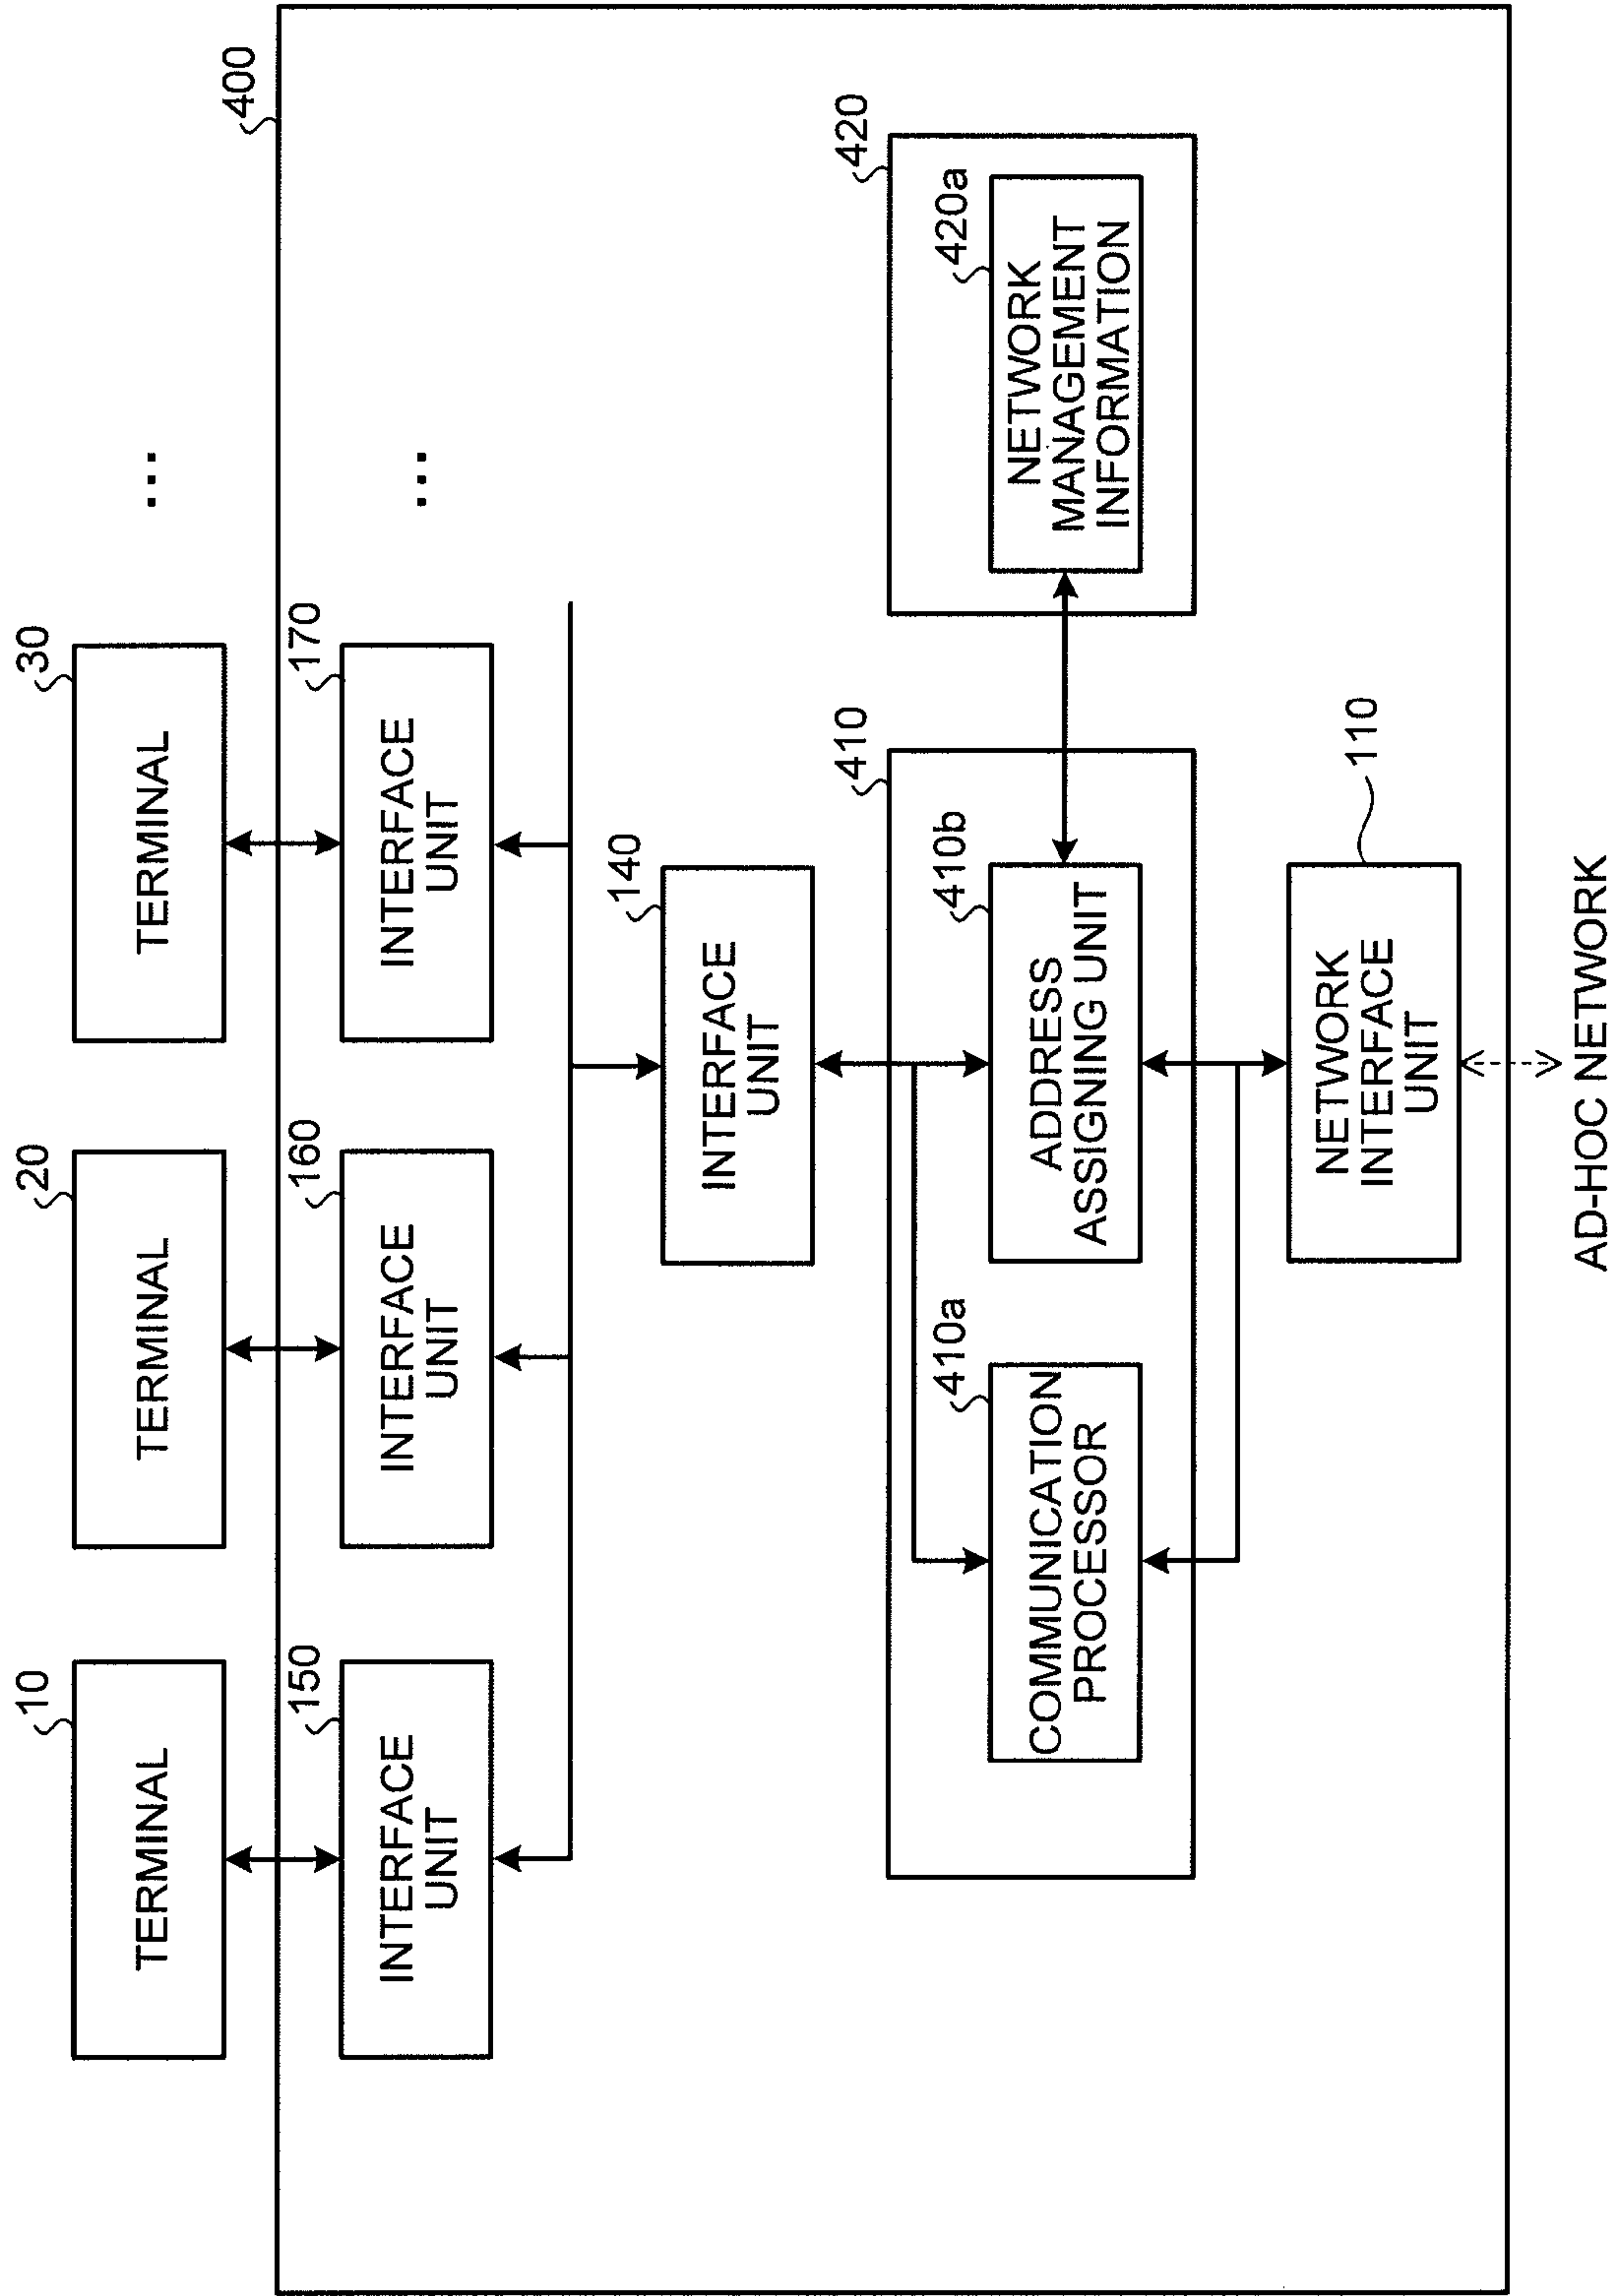 10
TERMINAL
20
TERMINAL
30
TERMINAL
...
400
150
INTERFACE
UNIT
160
INTERFACE
UNIT
170
INTERFACE
UNIT
...
140
INTERFACE
UNIT
410
410a
COMMUNICATION
PROCESSOR
410b
ADDRESS
ASSIGNING UNIT
420
420a
NETWORK
MANAGEMENT
INFORMATION
110
NETWORK
INTERFACE
UNIT
AD-HOC NETWORK